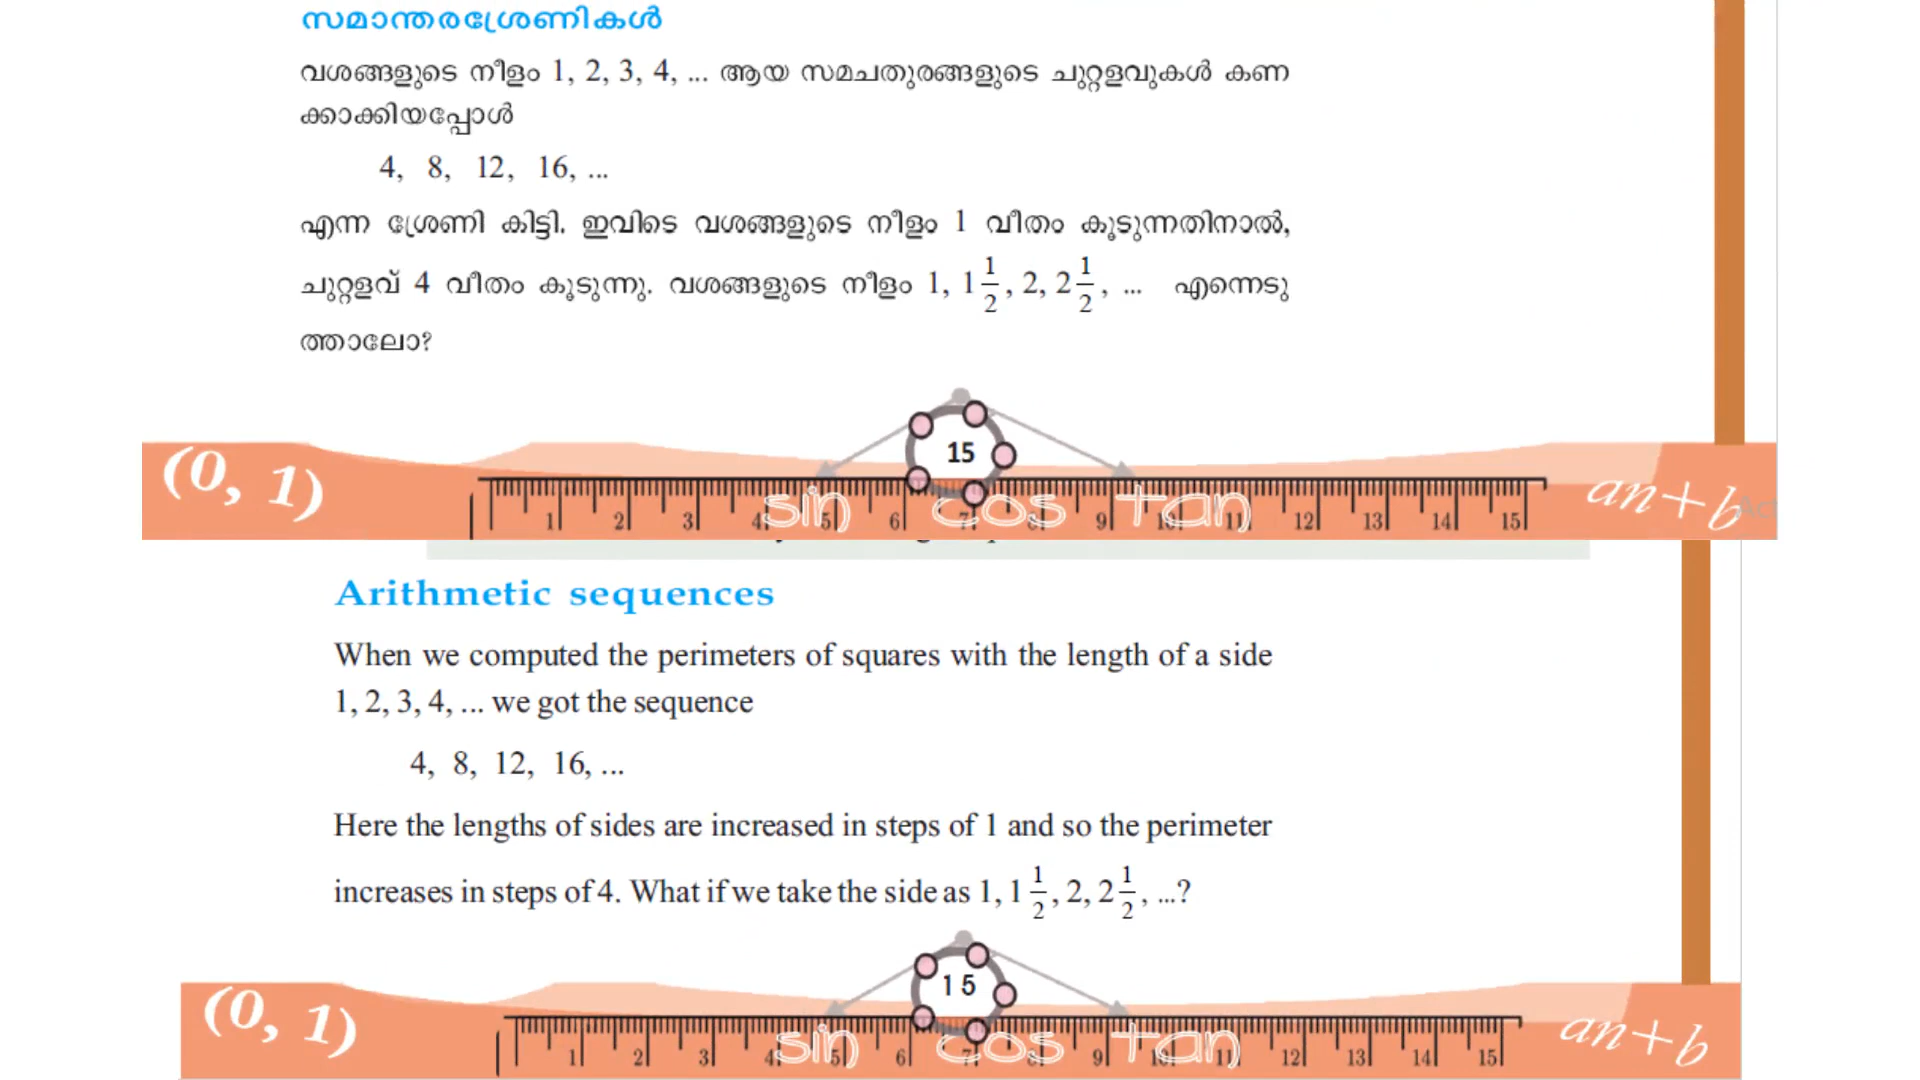 സമാന്തരശ്രേണികൾ
വശങ്ങളുടെ നീളം 1, 2, 3, 4, ... ആയ സമചതുരങ്ങളുടെ ചുറ്റളവുകൾ കണ
ക്കാക്കിയപ്പോൾ
4, 8, 12, 16, ...
എന്ന ശ്രേണി കിട്ടി. ഇവിടെ വശങ്ങളുടെ നീളം 1 വീതം കൂടുന്നതിനാൽ,
ചുറ്റളവ് 4 വീതം കൂടുന്നു. വശങ്ങളുടെ നീളം 1, 1 1/2, 2, 2 1/2, ... എന്നെടു
ത്താലോ?
15
(0, 1)
sin cos tan
an+b
1 2 3 4 5 6 7 8 9 10 11 12 13 14 15
Arithmetic sequences
When we computed the perimeters of squares with the length of a side
1, 2, 3, 4, ... we got the sequence
4, 8, 12, 16, ...
Here the lengths of sides are increased in steps of 1 and so the perimeter
increases in steps of 4. What if we take the side as 1, 1 1/2, 2, 2 1/2, ...?
15
(0, 1)
sin cos tan
an+b
1 2 3 4 5 6 7 8 9 10 11 12 13 14 15